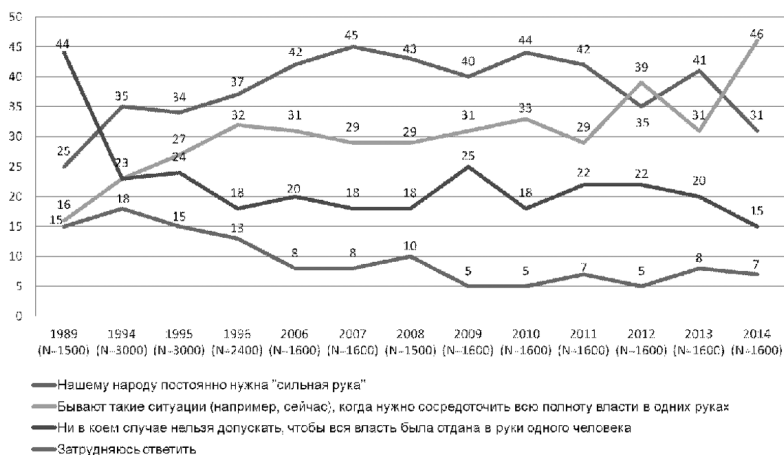 50
45
40
35
30
25
20
15
10
5
0
44 25 16 15
35 23 18
34 27 24 15
37 32 18 13
42 31 20 8
45 29 18 8
43 29 18 10
40 31 25 5
44 33 18 5
42 29 22 7
39 35 22 5
41 31 20 8
46 31 15 7
1989 1994 1995 1996 2006 2007 2008 2009 2010 2011 2012 2013 2014
(N=1500) (N=3000) (N=3000) (N=2400) (N=1600) (N=1600) (N=1500) (N=1600) (N=1600) (N=1600) (N=1600) (N=1600) (N=1600)
Нашему народу постоянно нужна "сильная рука"
Бывают такие ситуации (например, сейчас), когда нужно сосредоточить всю полноту власти в одних руках
Ни в коем случае нельзя допускать, чтобы вся власть была отдана в руки одного человека
Затрудняюсь ответить